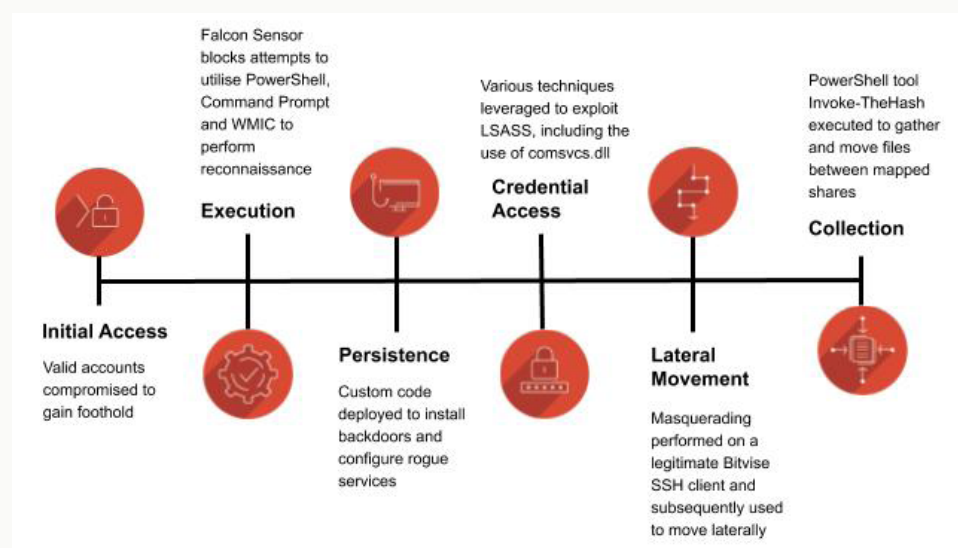 Falcon Sensor
blocks attempts to
utilise PowerShell,
Command Prompt
and WMIC to
perform
reconnaissance
Execution
Various techniques
leveraged to exploit
LSASS, including the
use of comsvcs.dll
Credential
Access
PowerShell tool
Invoke-TheHash
executed to gather
and move files
between mapped
shares
Collection
Initial Access
Valid accounts
compromised to
gain foothold
Persistence
Custom code
deployed to install
backdoors and
configure rogue
services
Lateral
Movement
Masquerading
performed on a
legitimate Bitvise
SSH client and
subsequently used
to move laterally